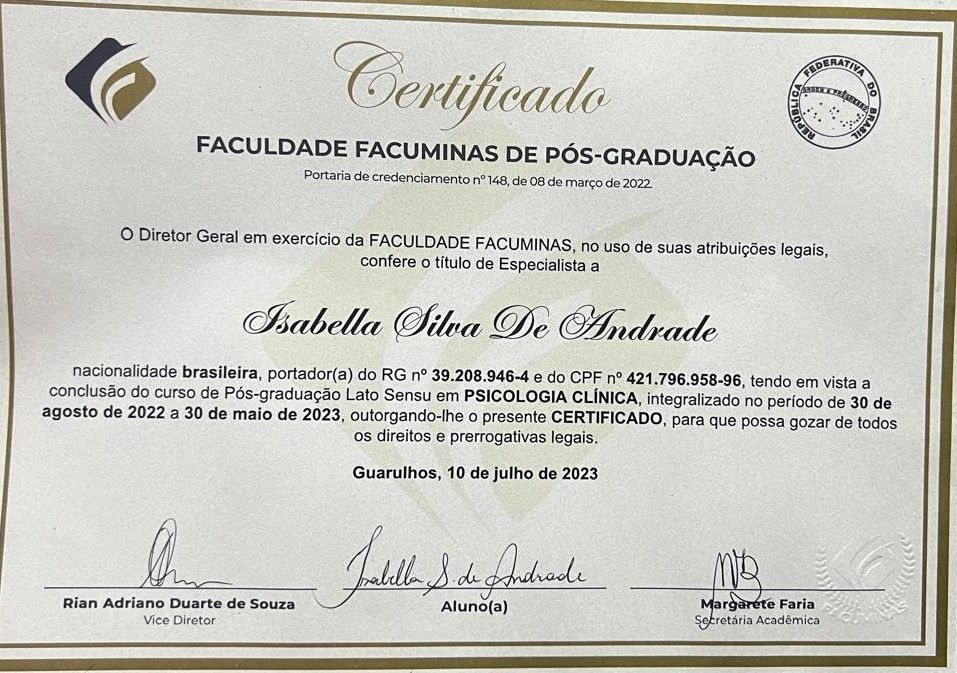 Certificado
REPÚBLICA FEDERATIVA DO BRASIL
ORDEM E PROGRESSO
FACULDADE FACUMINAS DE PÓS-GRADUAÇÃO
Portaria de credenciamento nº 148, de 08 de março de 2022.
O Diretor Geral em exercício da FACULDADE FACUMINAS, no uso de suas atribuições legais,
confere o título de Especialista a
Isabella Silva De Andrade
nacionalidade brasileira, portador(a) do RG nº 39.208.946-4 e do CPF nº 421.796.958-96, tendo em vista a
conclusão do curso de Pós-graduação Lato Sensu em PSICOLOGIA CLÍNICA, integralizado no período de 30 de
agosto de 2022 a 30 de maio de 2023, outorgando-lhe o presente CERTIFICADO, para que possa gozar de todos
os direitos e prerrogativas legais.
Guarulhos, 10 de julho de 2023
Isabella S. de Andrade
Rian Adriano Duarte de Souza
Vice Diretor
Aluno(a)
Margarete Faria
Secretária Acadêmica
FACUMINAS